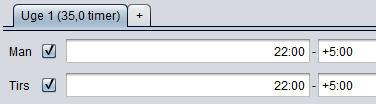 Uge 1 (35,0 timer) +
Man 22:00 - +5:00
Tirs 22:00 - +5:00